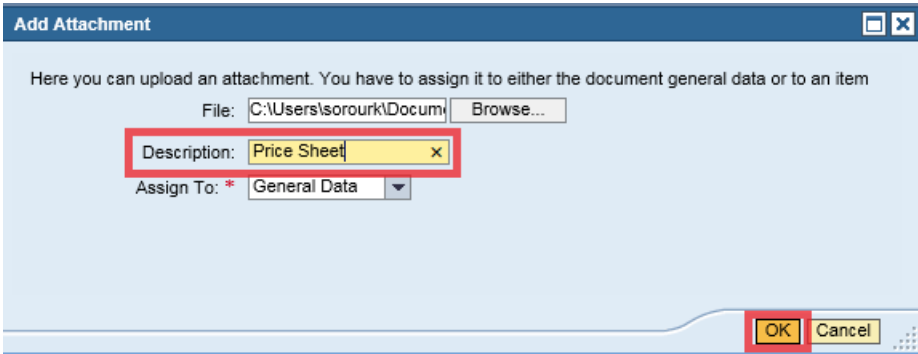 Add Attachment
Here you can upload an attachment. You have to assign it to either the document general data or to an item
File: C:\Users\sorourk\Docum Browse...
Description: Price Sheet
Assign To: * General Data
OK Cancel